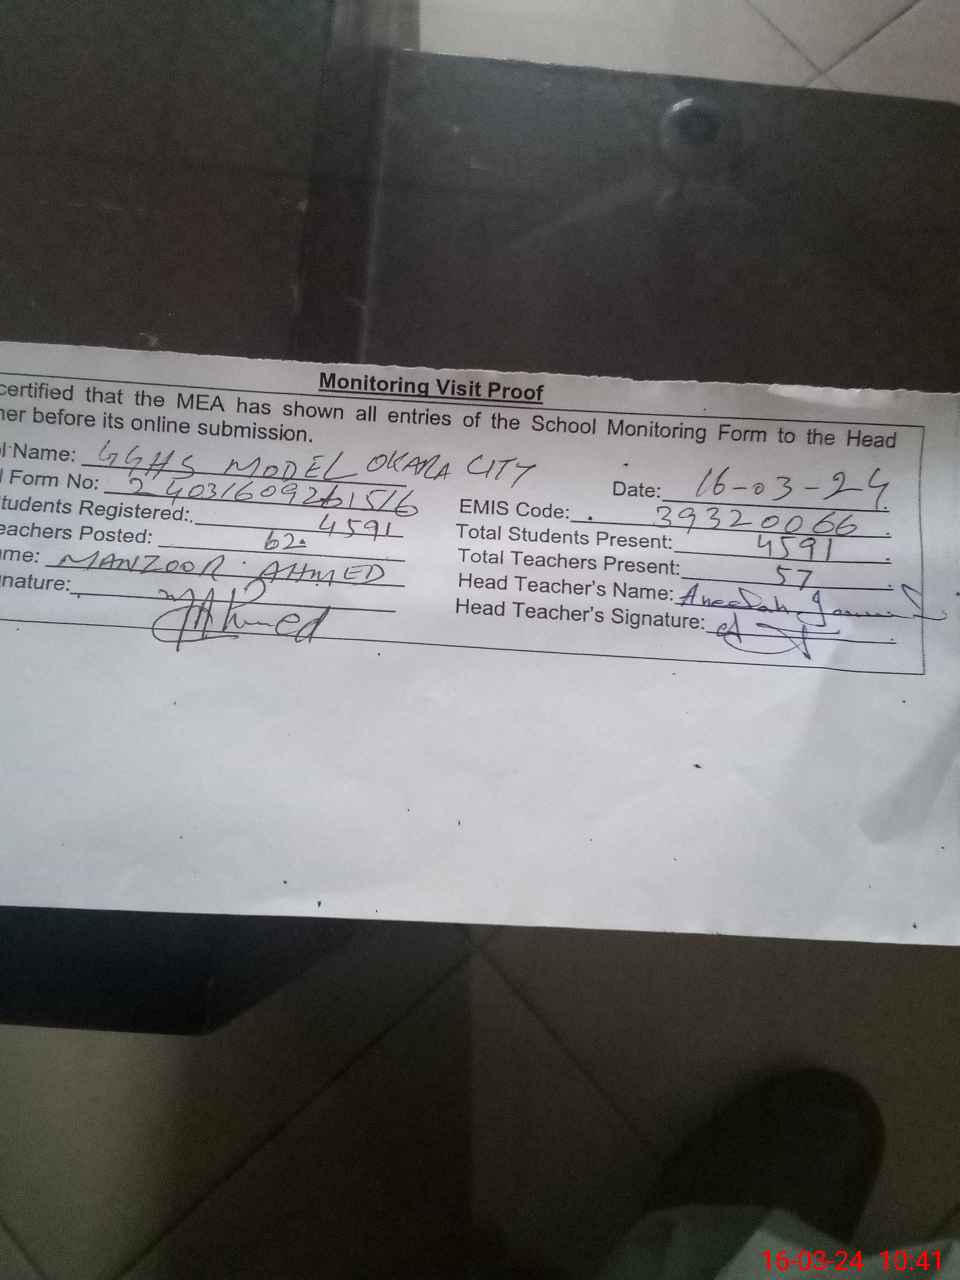 Monitoring Visit Proof
certified that the MEA has shown all entries of the School Monitoring Form to the Head
her before its online submission.
l Name: GGHS MODEL OKARA CITY Date: 16-03-24
l Form No: EMIS Code: 39320066
tudents Registered: 4591 Total Students Present: 4591
eachers Posted: 62 Total Teachers Present: 57
ame: MANZOOR AHMED Head Teacher's Name:
nature: Ahmed Head Teacher's Signature:
16-03-24 10:41